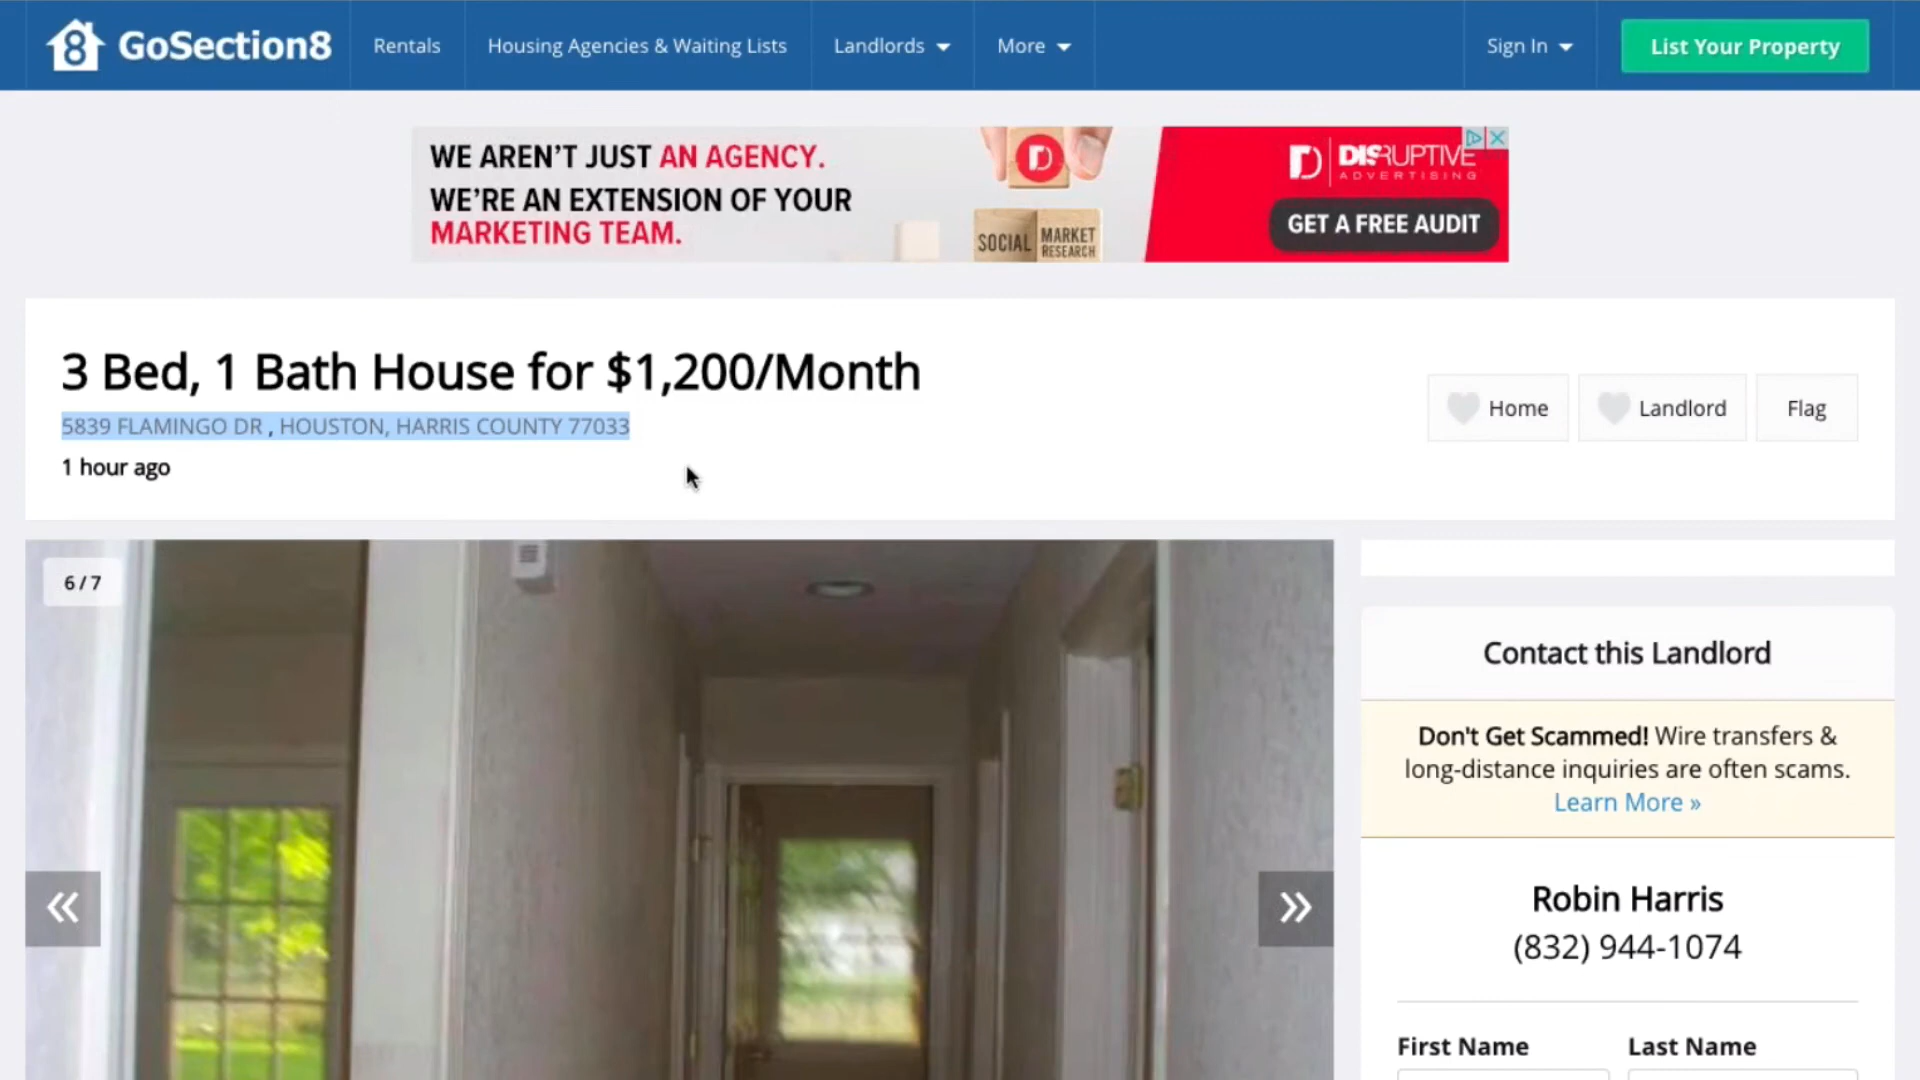 8 GoSection8
Rentals
Housing Agencies & Waiting Lists
Landlords
More
Sign In
List Your Property
WE AREN'T JUST AN AGENCY.
WE'RE AN EXTENSION OF YOUR
MARKETING TEAM.
SOCIAL
MARKET
RESEARCH
DISRUPTIVE
ADVERTISING
GET A FREE AUDIT
3 Bed, 1 Bath House for $1,200/Month
5839 FLAMINGO DR , HOUSTON, HARRIS COUNTY 77033
1 hour ago
Home
Landlord
Flag
6 / 7
Contact this Landlord
Don't Get Scammed! Wire transfers &
long-distance inquiries are often scams.
Learn More »
Robin Harris
(832) 944-1074
First Name
Last Name